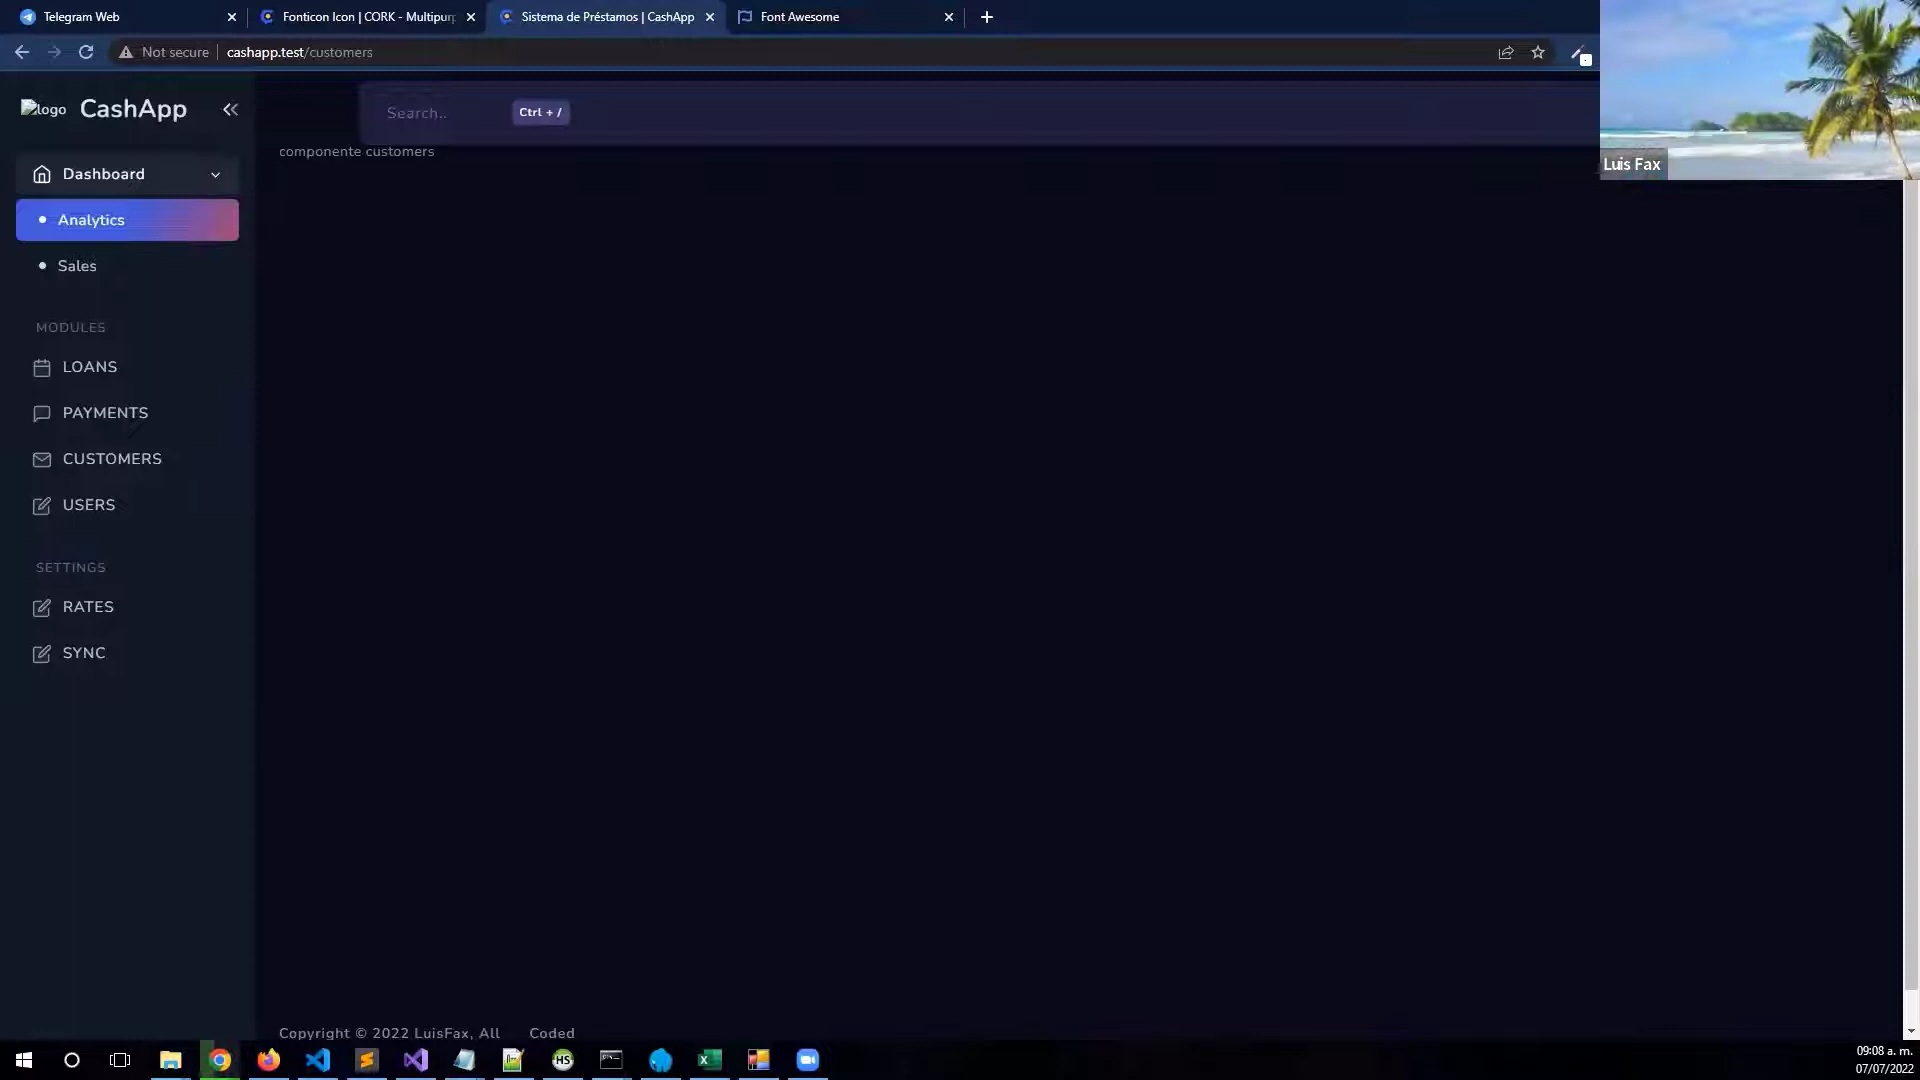 Telegram Web
Fonticon Icon | CORK - Multipurp
Sistema de Préstamos | CashApp
Font Awesome
Not secure
cashapp.test/customers
logo
CashApp
Search..
Ctrl + /
componente customers
Luis Fax
Dashboard
Analytics
Sales
MODULES
LOANS
PAYMENTS
CUSTOMERS
USERS
SETTINGS
RATES
SYNC
Copyright © 2022 LuisFax, All
Coded
HS
09:08 a. m.
07/07/2022